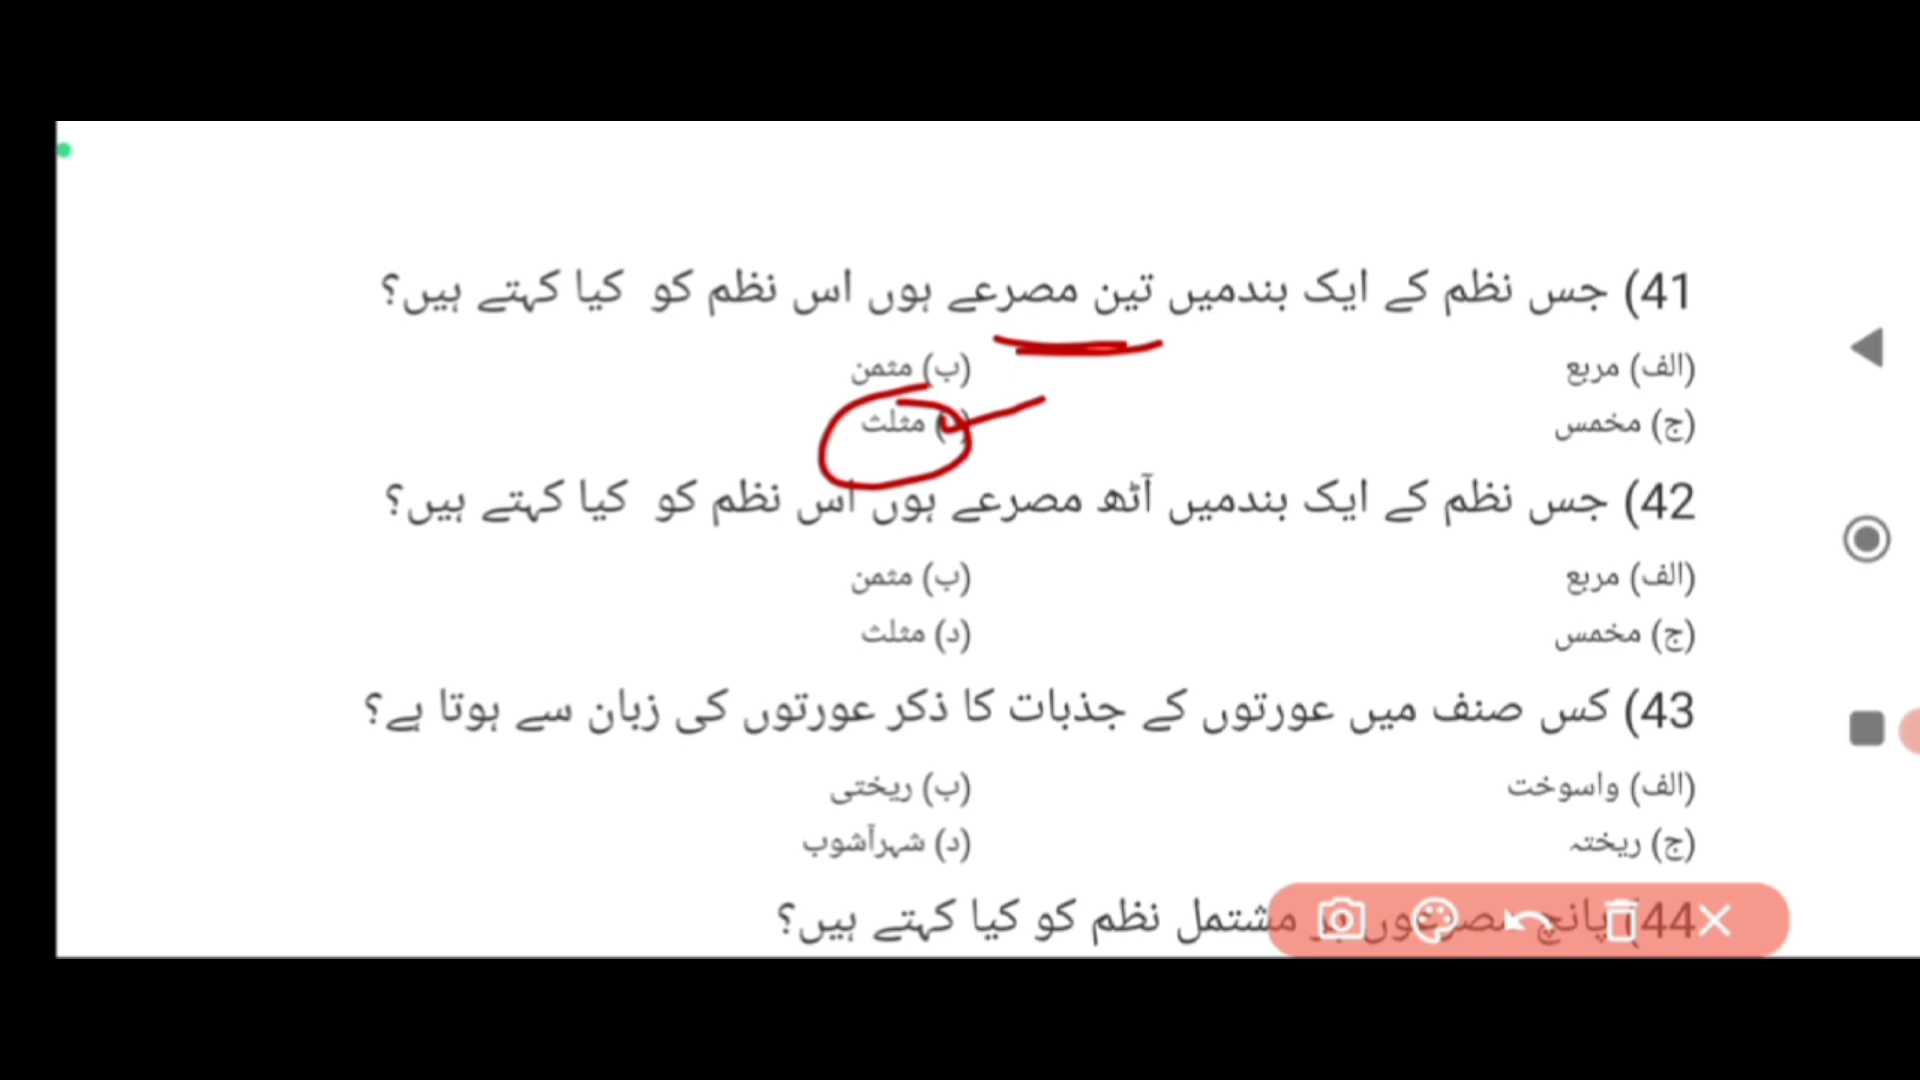 41) جس نظم کے ایک بندمیں تین مصرعے ہوں اس نظم کو کیا کہتے ہیں؟
(الف) مربع (ب) مثمن
(ج) مخمس مثلث
42) جس نظم کے ایک بندمیں آٹھ مصرعے ہوں اس نظم کو کیا کہتے ہیں؟
(الف) مربع (ب) مثمن
(ج) مخمس (د) مثلث
43) کس صنف میں عورتوں کے جذبات کا ذکر عورتوں کی زبان سے ہوتا ہے؟
(الف) واسوخت (ب) ریختی
(ج) ریختہ (د) شہرآشوب
44) پانچ مصرعوں پر مشتمل نظم کو کیا کہتے ہیں؟